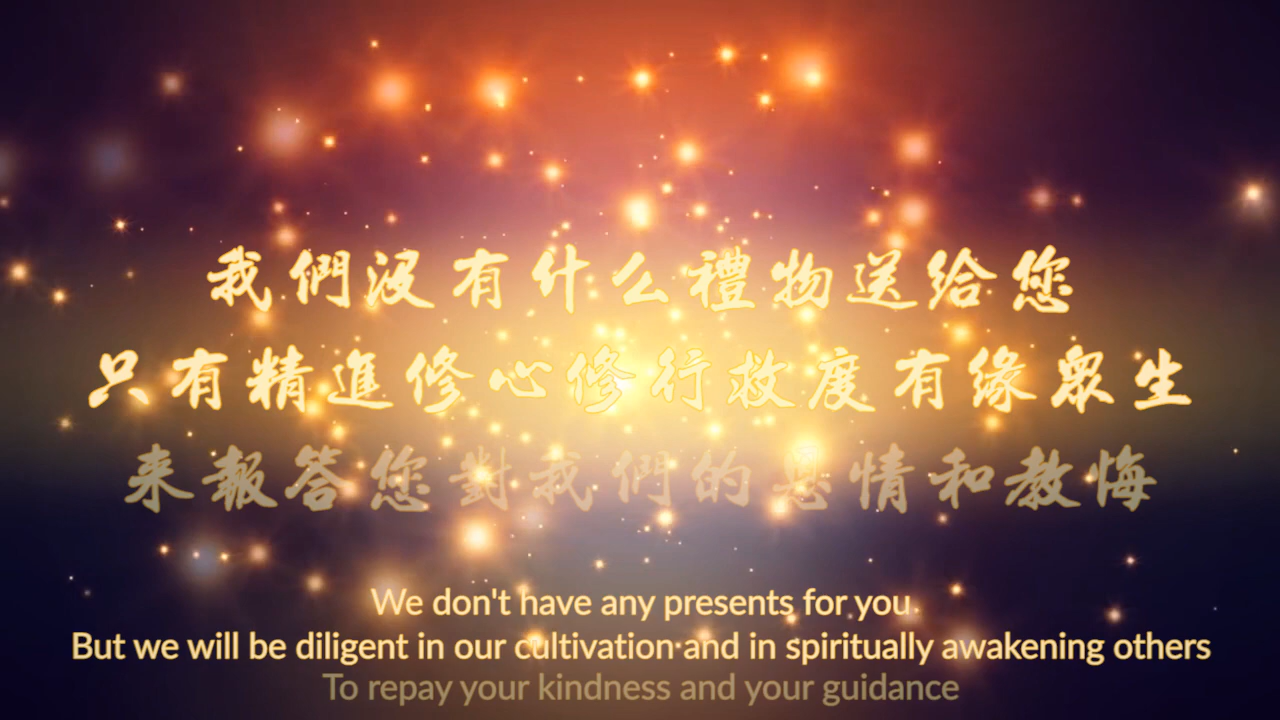 我們沒有什么禮物送给您
只有精進修心修行救度有缘眾生
来報答您對我們的恩情和教悔
We don't have any presents for you
But we will be diligent in our cultivation and in spiritually awakening others
To repay your kindness and your guidance